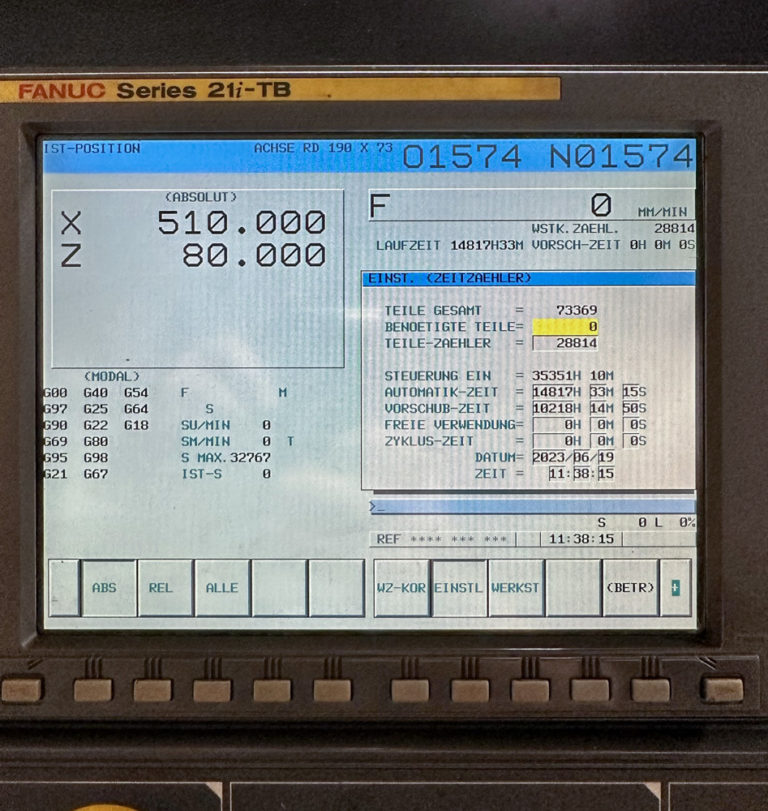 FANUC Series 21i-TB
IST-POSITION ACHSE RD 190 X 73 O1574 N01574
(ABSOLUT)
X 510.000
Z 80.000
F 0 MM/MIN
WSTK.ZAEHL. 28814
LAUFZEIT 14817H33M VORSCH-ZEIT 0H 0M 0S
EINST. (ZEITZAEHLER)
TEILE GESAMT = 73369
BENOETIGTE TEILE= 0
TEILE-ZAEHLER = 28814
STEUERUNG EIN = 35351H 10M
AUTOMATIK-ZEIT = 14817H 33M 15S
VORSCHUB-ZEIT = 10218H 14M 50S
FREIE VERWENDUNG= 0H 0M 0S
ZYKLUS-ZEIT = 0H 0M 0S
DATUM= 2023/06/19
ZEIT = 11:38:15
(MODAL)
G00 G40 G54 F M
G97 G25 G64 S
G90 G22 G18 SU/MIN 0
G69 G80 SM/MIN 0 T
G95 G98 S MAX.32767
G21 G67 IST-S 0
>_
S 0 L 0%
REF **** *** *** 11:38:15
ABS REL ALLE WZ-KOR EINSTL WERKST (BETR) +